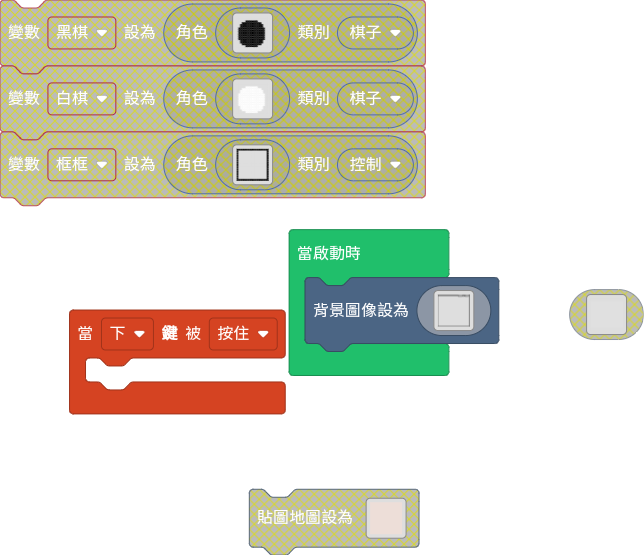 變數 黑棋 設為 角色 類別 棋子
變數 白棋 設為 角色 類別 棋子
變數 框框 設為 角色 類別 控制
當啟動時
背景圖像設為
當 下 鍵 被 按住
貼圖地圖設為